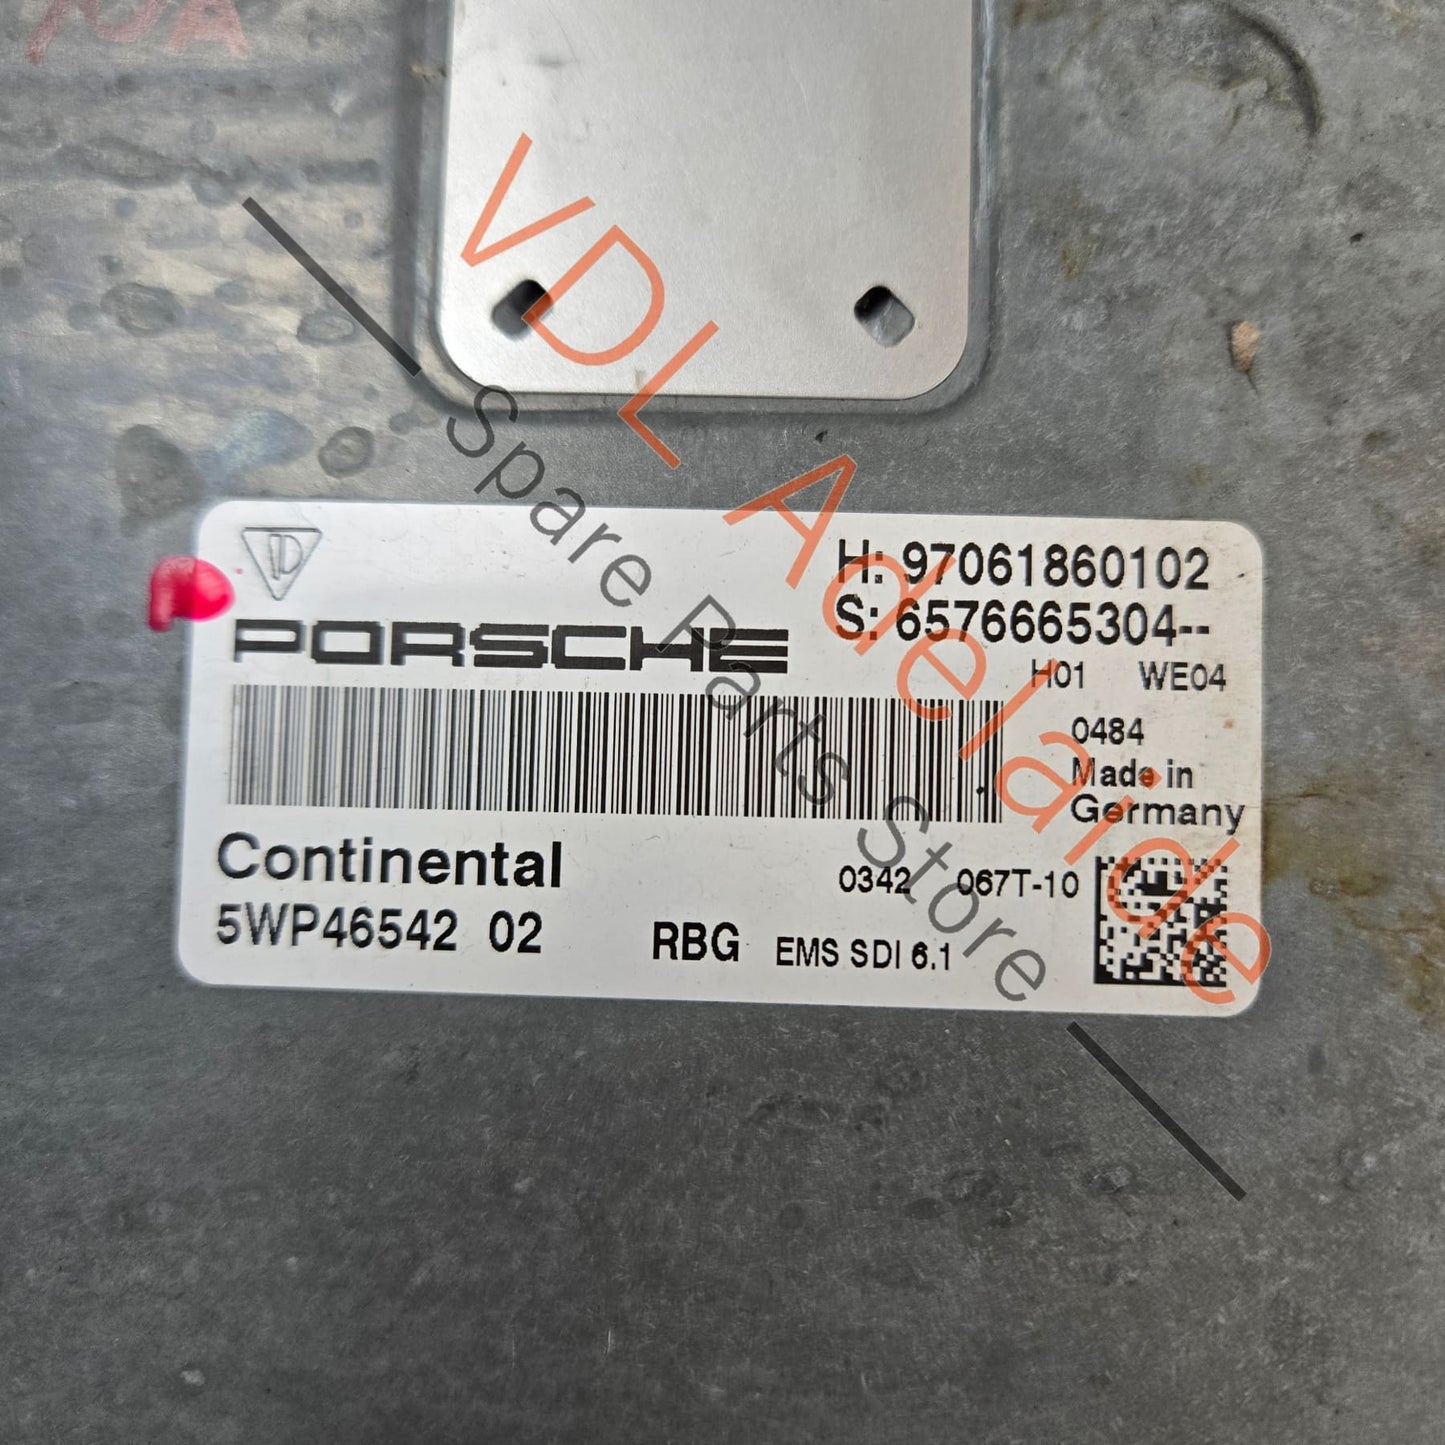 H: 97061860102
S: 6576665304--
PORSCHE
H01 WE04
0484
Made in
Germany
Continental
0342 067T-10
5WP46542 02
RBG EMS SDI 6.1
VDL Adelaide
Spare Parts Store